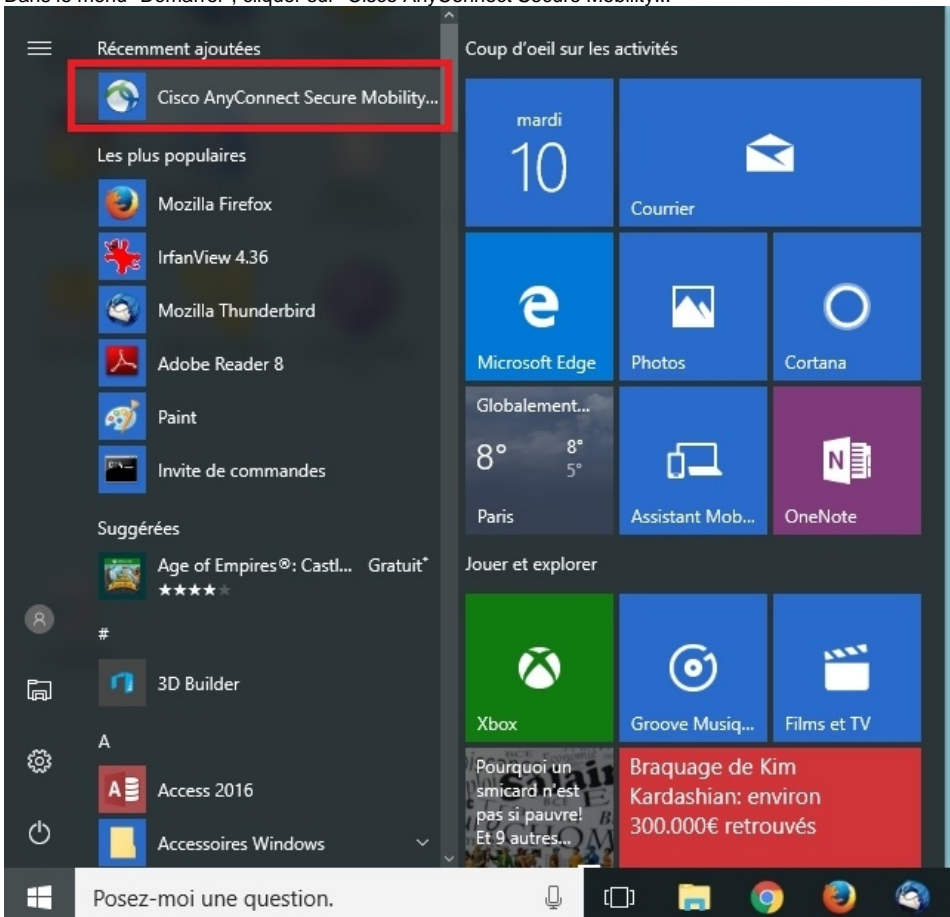 Dans le menu "Démarrer", cliquer sur "Cisco AnyConnect Secure Mobility..."
Récemment ajoutées
Cisco AnyConnect Secure Mobility...
Les plus populaires
Mozilla Firefox
IrfanView 4.36
Mozilla Thunderbird
Adobe Reader 8
Paint
Invite de commandes
Suggérées
Age of Empires®: Castl... Gratuit*
#
3D Builder
A
Access 2016
Accessoires Windows
Coup d'oeil sur les activités
mardi
10
Courrier
Microsoft Edge
Photos
Cortana
Globalement...
8° 8°
5°
Paris
Assistant Mob...
OneNote
Jouer et explorer
Xbox
Groove Musiq...
Films et TV
Pourquoi un
smicard n'est
pas si pauvre!
Et 9 autres...
Braquage de Kim
Kardashian: environ
300.000€ retrouvés
Posez-moi une question.